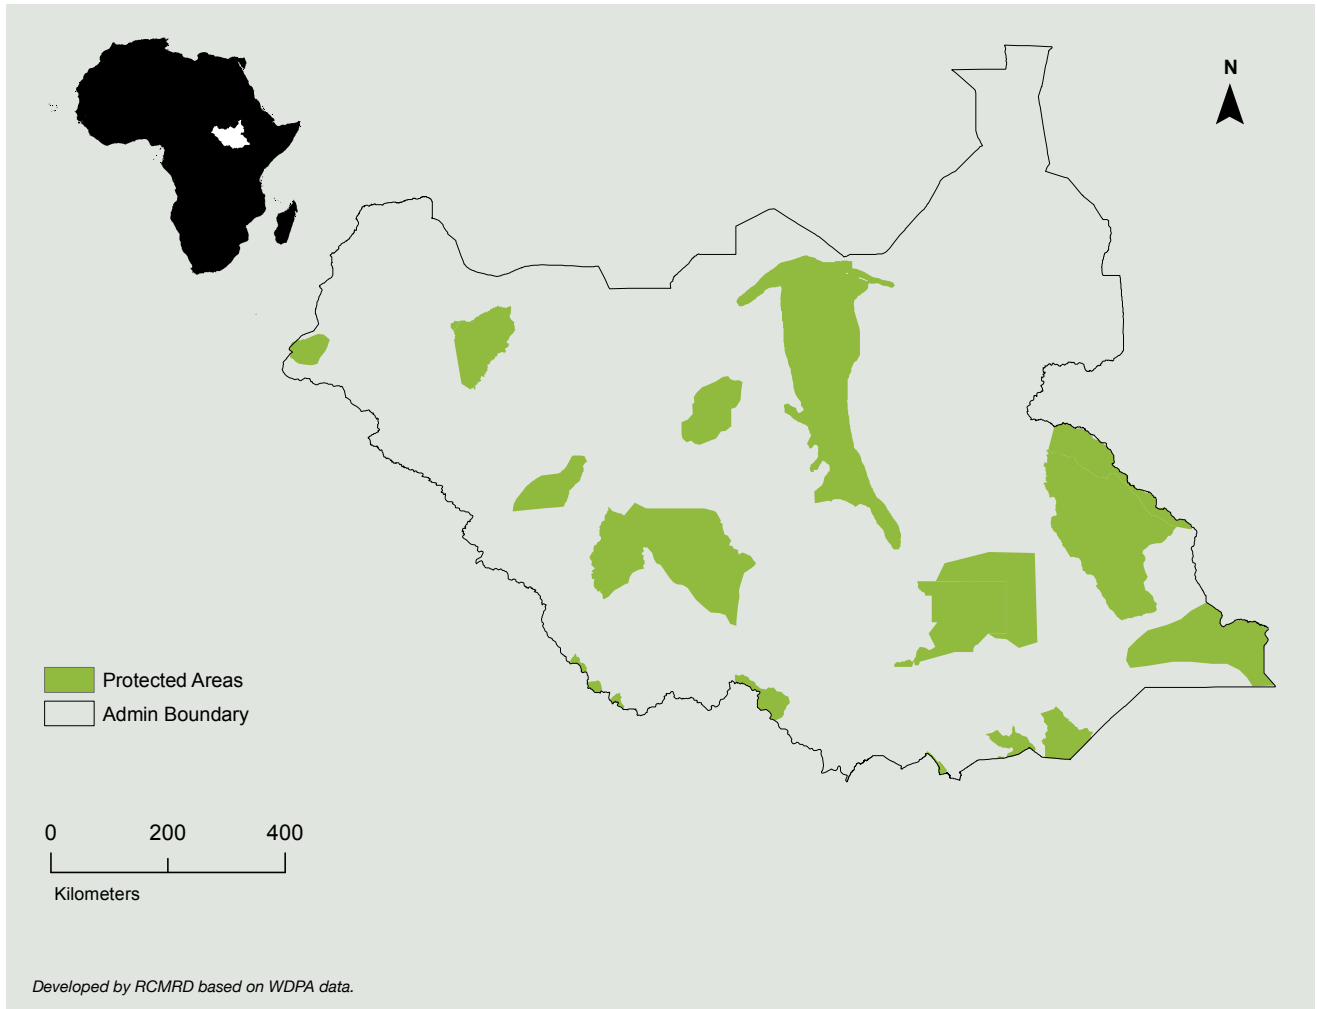 N
Protected Areas
Admin Boundary
0 200 400
Kilometers
Developed by RCMRD based on WDPA data.